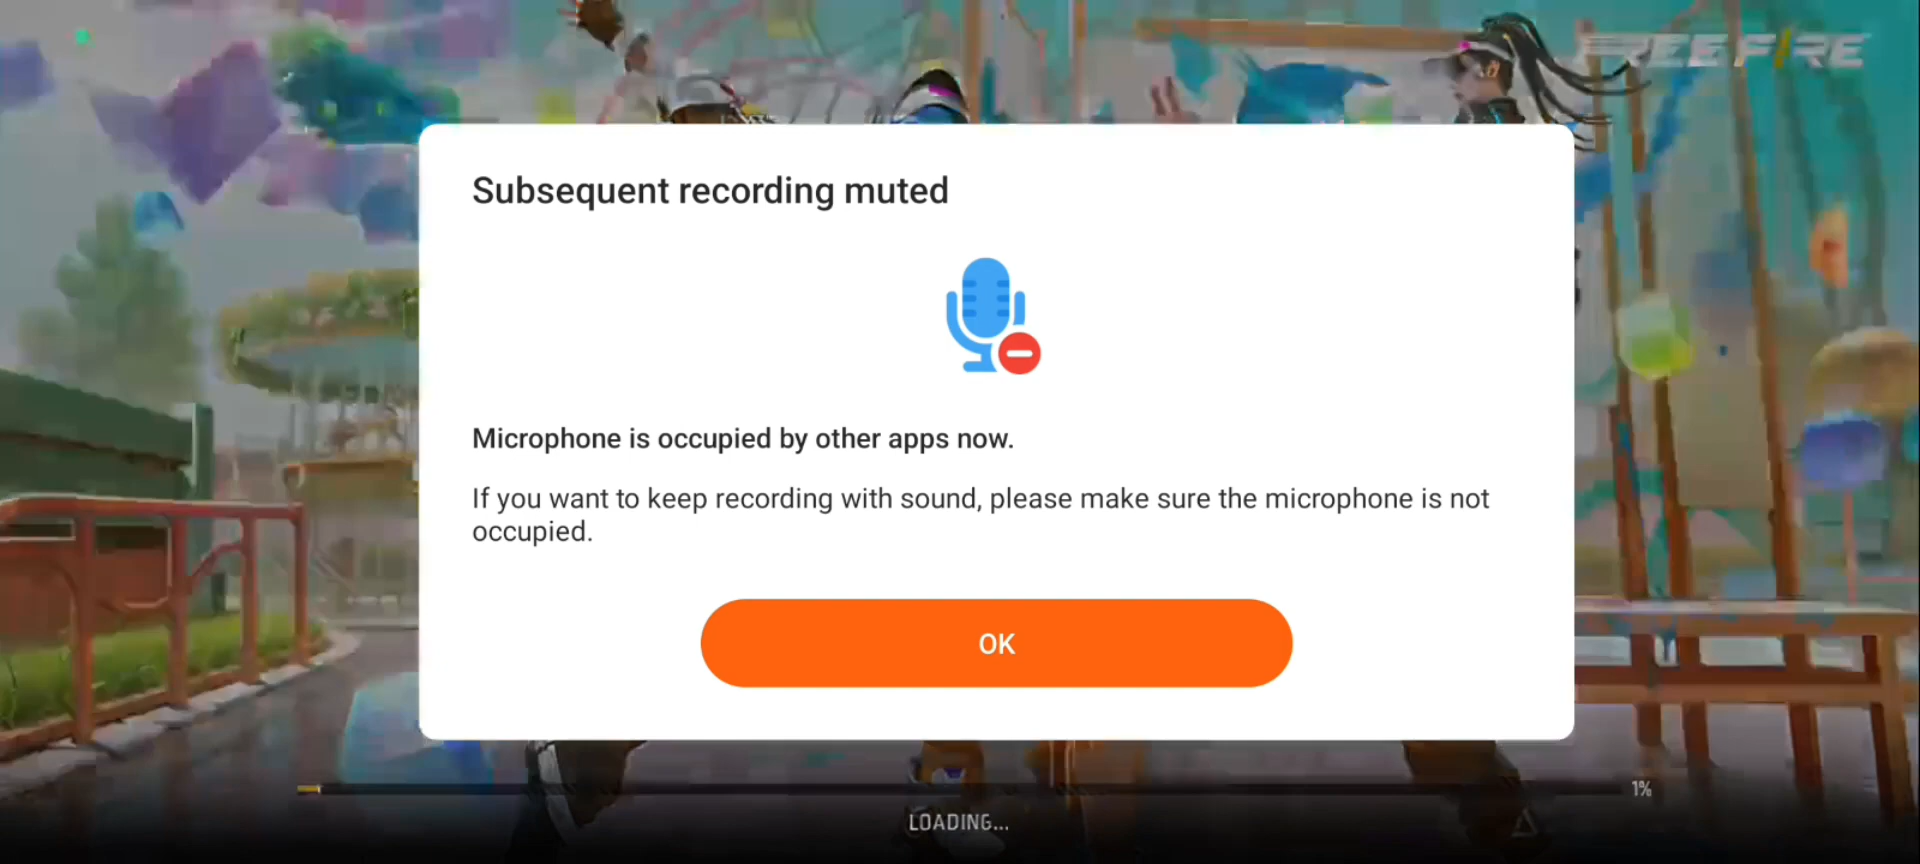 FREE FIRE
Subsequent recording muted
Microphone is occupied by other apps now.
If you want to keep recording with sound, please make sure the microphone is not
occupied.
OK
1%
LOADING...